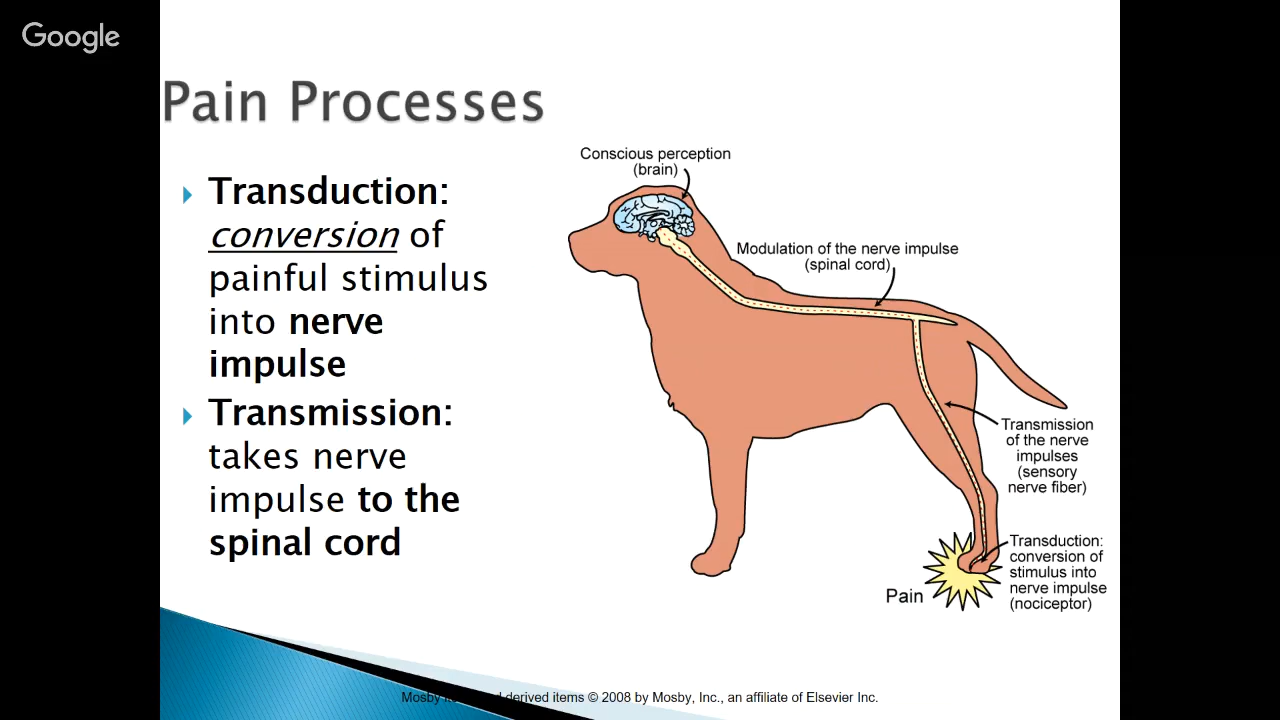 Google
Pain Processes
Transduction:
conversion of
painful stimulus
into nerve
impulse
Transmission:
takes nerve
impulse to the
spinal cord
Conscious perception
(brain)
Modulation of the nerve impulse
(spinal cord)
Transmission
of the nerve
impulses
(sensory
nerve fiber)
Transduction:
conversion of
stimulus into
nerve impulse
(nociceptor)
Pain
Mosby derived items © 2008 by Mosby, Inc., an affiliate of Elsevier Inc.